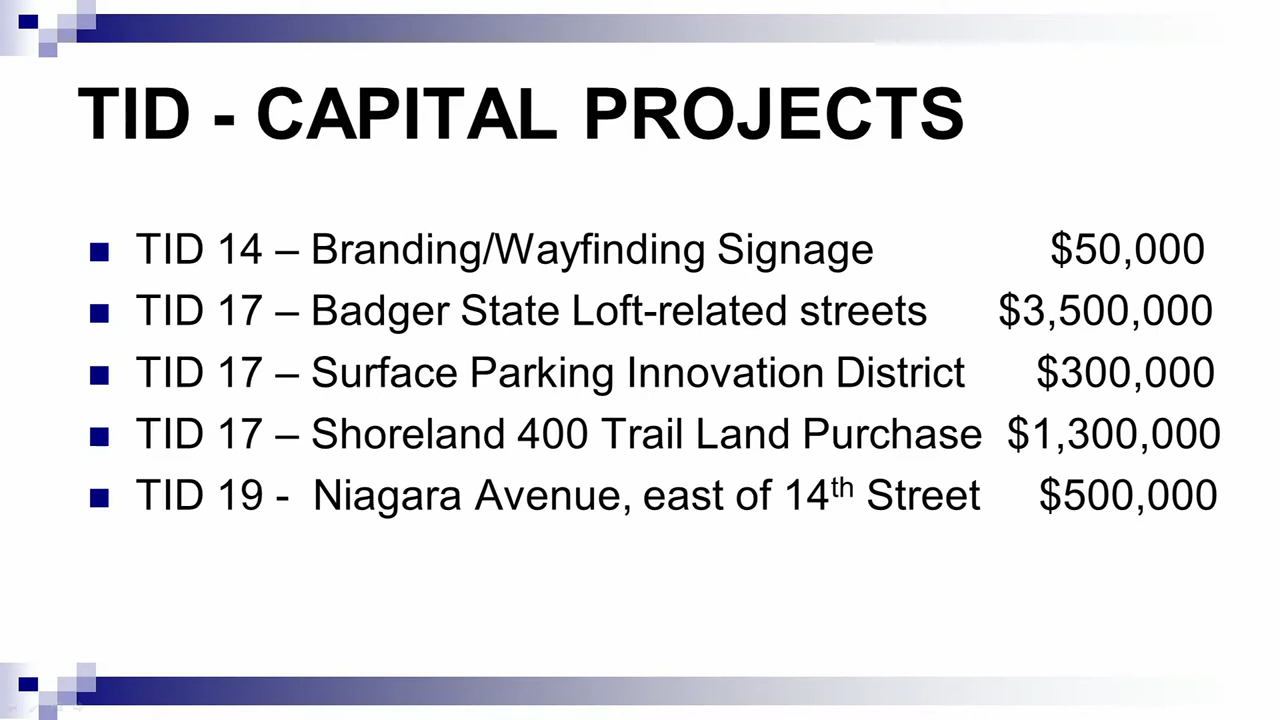 TID - CAPITAL PROJECTS
TID 14 – Branding/Wayfinding Signage $50,000
TID 17 – Badger State Loft-related streets $3,500,000
TID 17 – Surface Parking Innovation District $300,000
TID 17 – Shoreland 400 Trail Land Purchase $1,300,000
TID 19 - Niagara Avenue, east of 14th Street $500,000